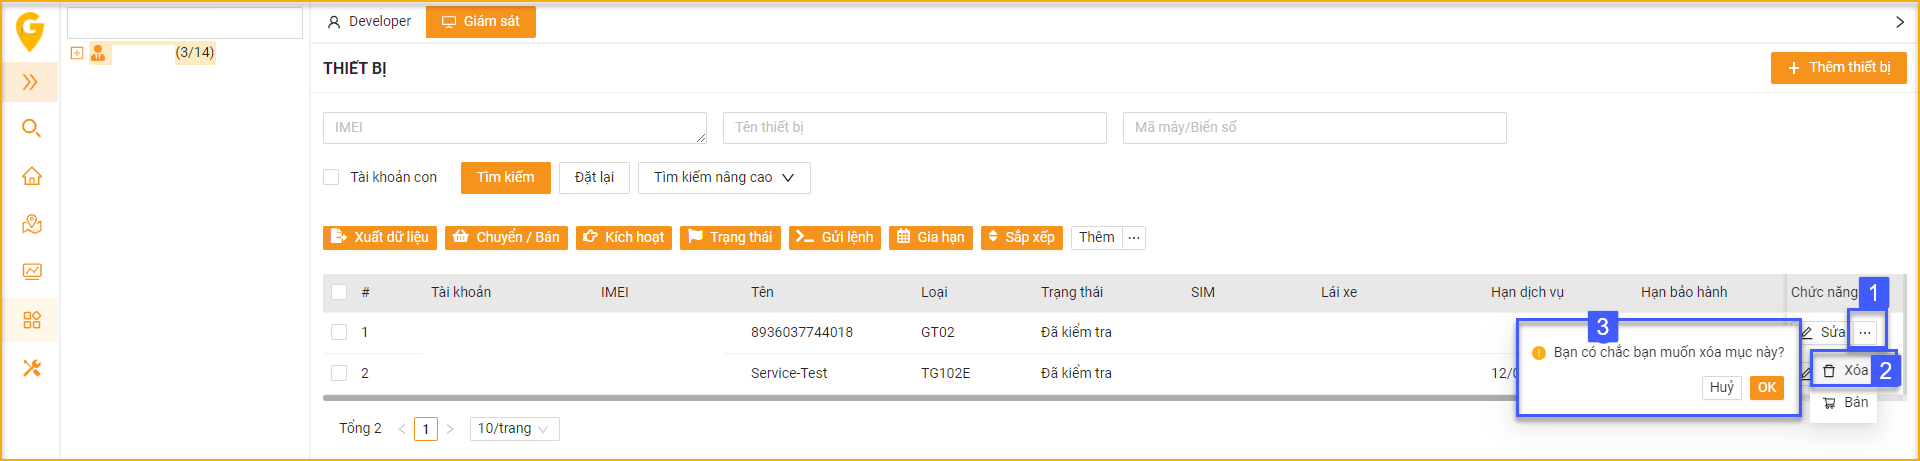 G
Developer Giám sát
(3/14)
THIẾT BỊ
+ Thêm thiết bị
IMEI Tên thiết bị Mã máy/Biển số
Tài khoản con Tìm kiếm Đặt lại Tìm kiếm nâng cao
Xuất dữ liệu Chuyển / Bán Kích hoạt Trạng thái Gửi lệnh Gia hạn Sắp xếp Thêm ...
# Tài khoản IMEI Tên Loại Trạng thái SIM Lái xe Hạn dịch vụ Hạn bảo hành Chức năng 1
1 8936037744018 GT02 Đã kiểm tra Sửa ...
3
Bạn có chắc bạn muốn xóa mục này?
2 Service-Test TG102E Đã kiểm tra Xóa 2
Huỷ OK
Bán
Tổng 2 < 1 > 10/trang